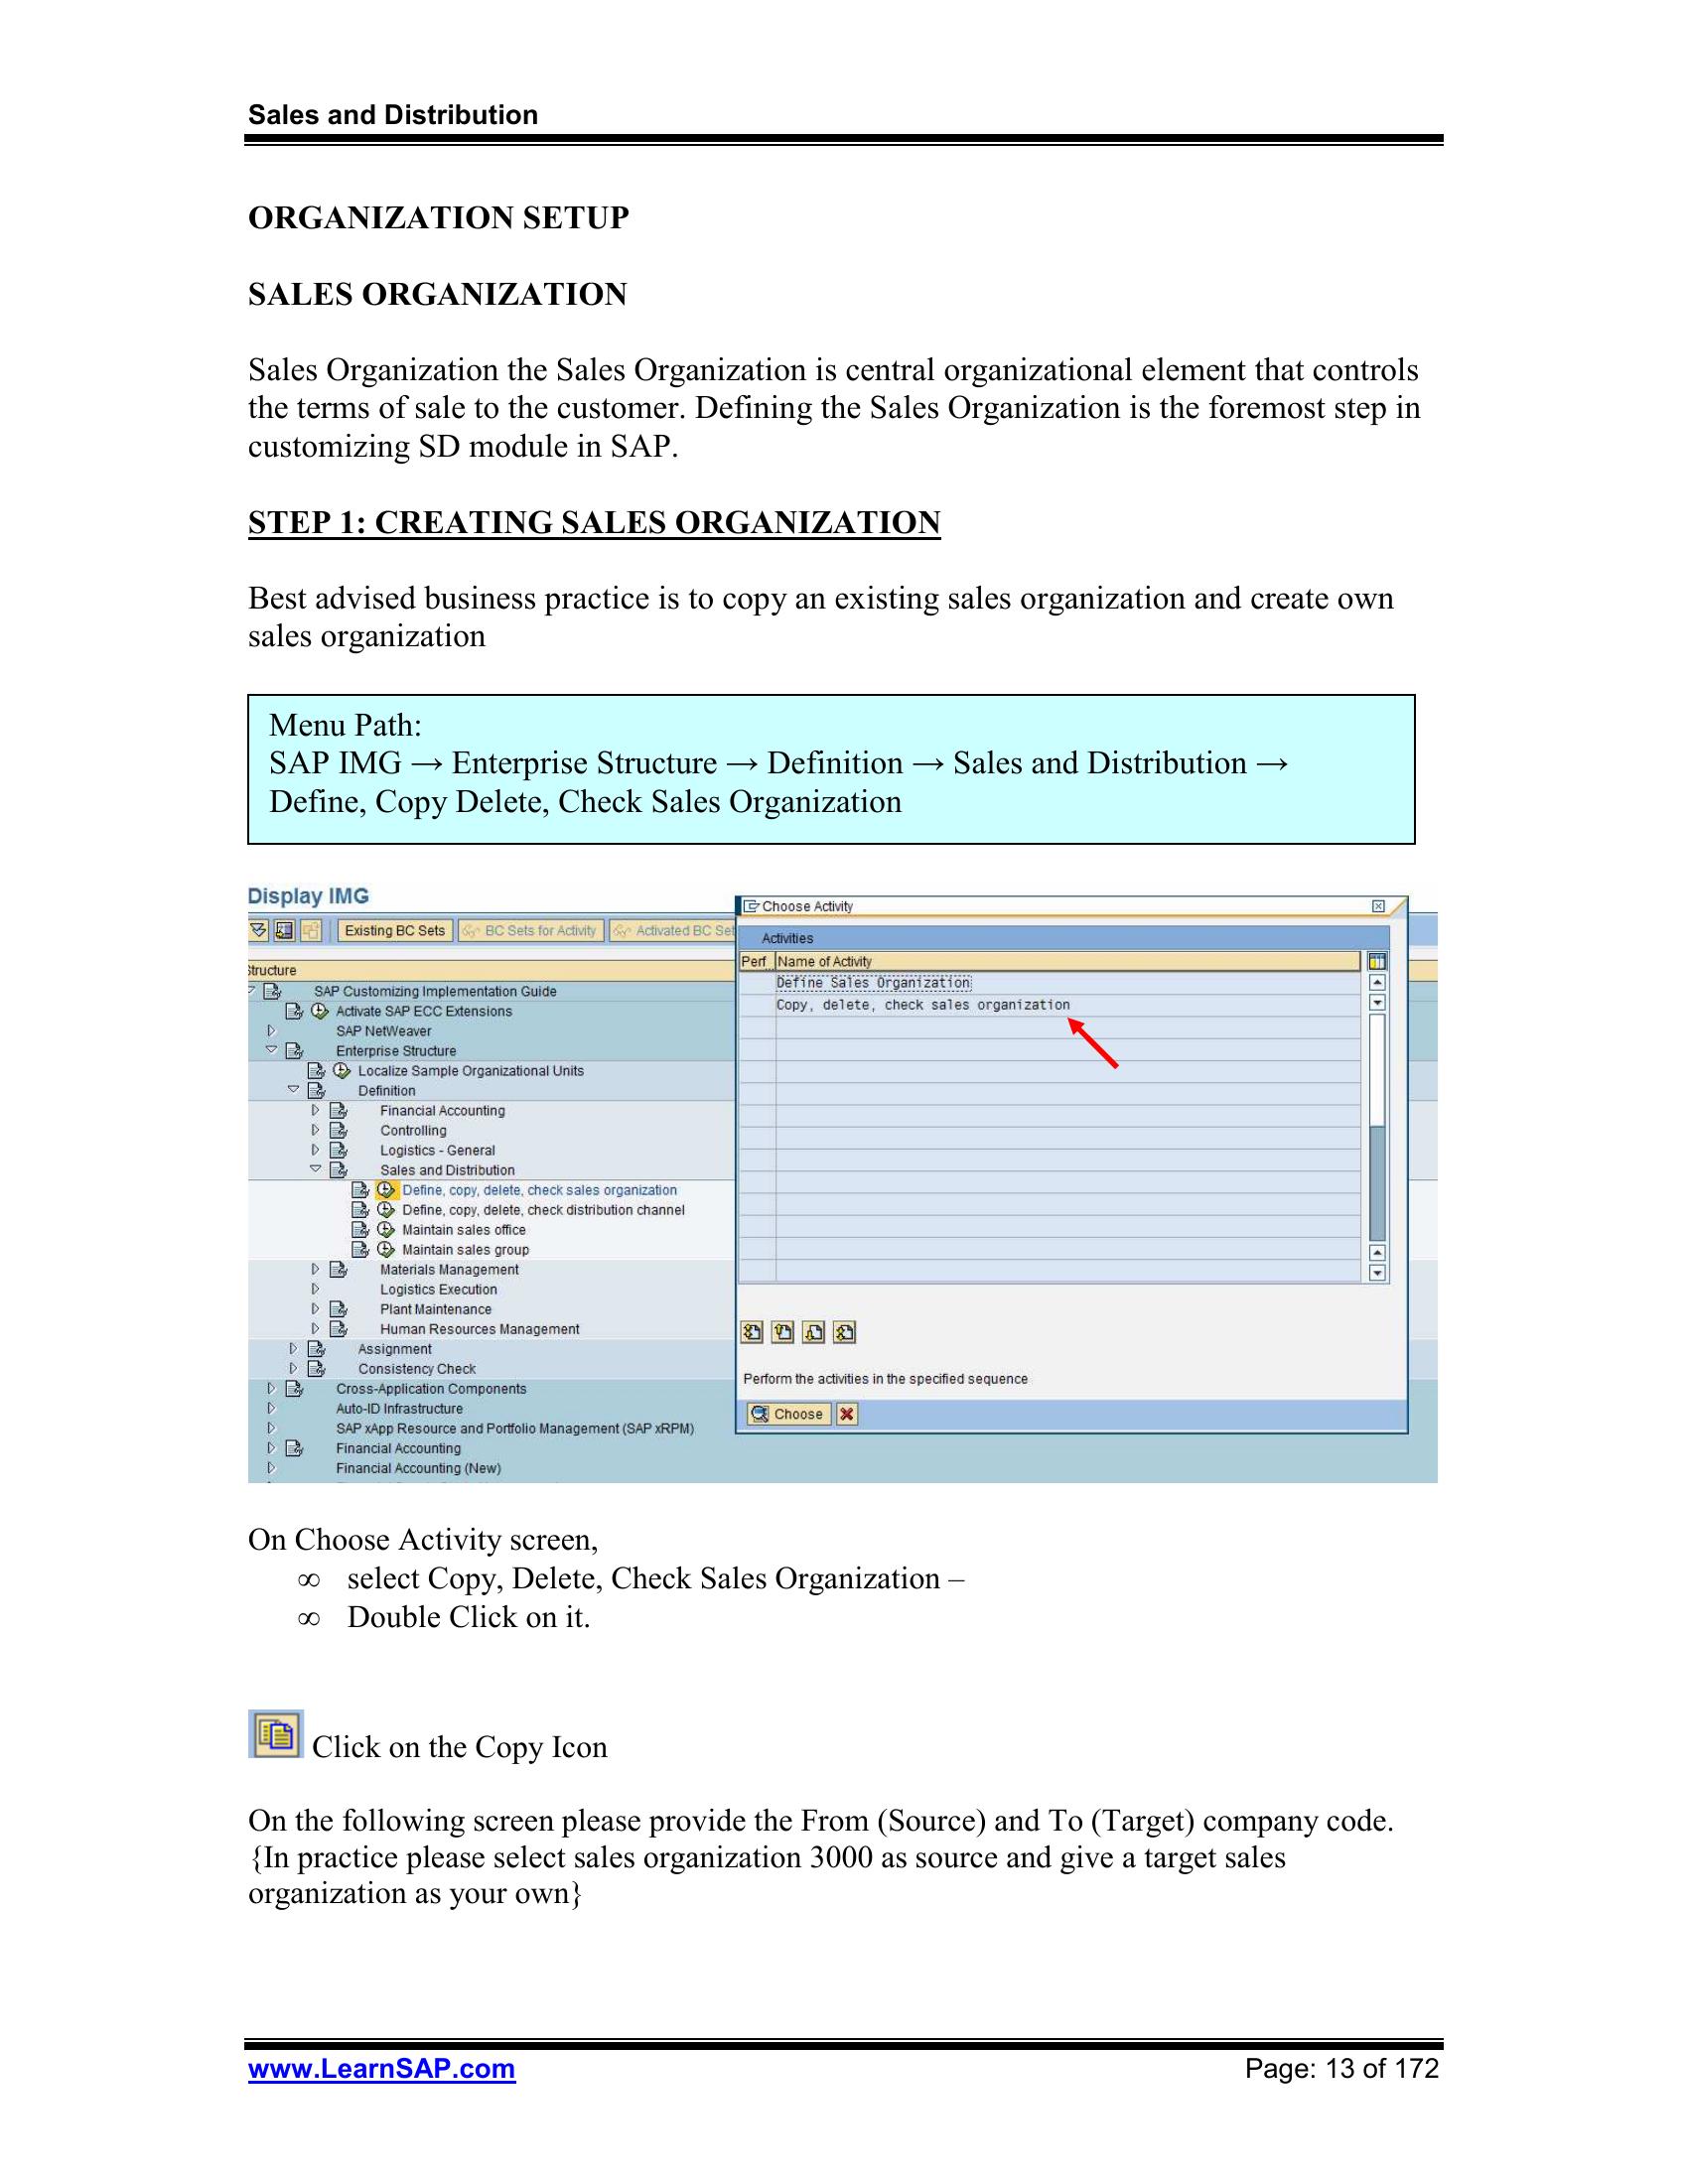 Sales and Distribution
ORGANIZATION SETUP
SALES ORGANIZATION
Sales Organization the Sales Organization is central organizational element that controls
the terms of sale to the customer. Defining the Sales Organization is the foremost step in
customizing SD module in SAP.
STEP 1: CREATING SALES ORGANIZATION
Best advised business practice is to copy an existing sales organization and create own
sales organization
Menu Path:
SAP IMG → Enterprise Structure → Definition → Sales and Distribution →
Define, Copy Delete, Check Sales Organization
Display IMG
Existing BC Sets BC Sets for Activity Activated BC Set
Structure
SAP Customizing Implementation Guide
Activate SAP ECC Extensions
SAP NetWeaver
Enterprise Structure
Localize Sample Organizational Units
Definition
Financial Accounting
Controlling
Logistics - General
Sales and Distribution
Define, copy, delete, check sales organization
Define, copy, delete, check distribution channel
Maintain sales office
Maintain sales group
Materials Management
Logistics Execution
Plant Maintenance
Human Resources Management
Assignment
Consistency Check
Cross-Application Components
Auto-ID Infrastructure
SAP xApp Resource and Portfolio Management (SAP xRPM)
Financial Accounting
Financial Accounting (New)
Choose Activity
Activities
Perf Name of Activity
Define Sales Organization
Copy, delete, check sales organization
Perform the activities in the specified sequence
Choose
On Choose Activity screen,
∞ select Copy, Delete, Check Sales Organization –
∞ Double Click on it.
Click on the Copy Icon
On the following screen please provide the From (Source) and To (Target) company code.
{In practice please select sales organization 3000 as source and give a target sales
organization as your own}
www.LearnSAP.com Page: 13 of 172